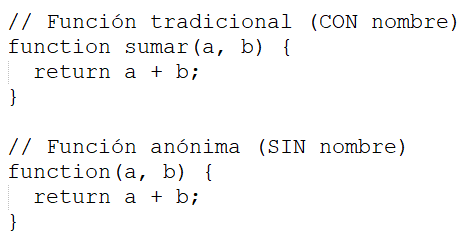 // Función tradicional (CON nombre)
function sumar(a, b) {
  return a + b;
}

// Función anónima (SIN nombre)
function(a, b) {
  return a + b;
}